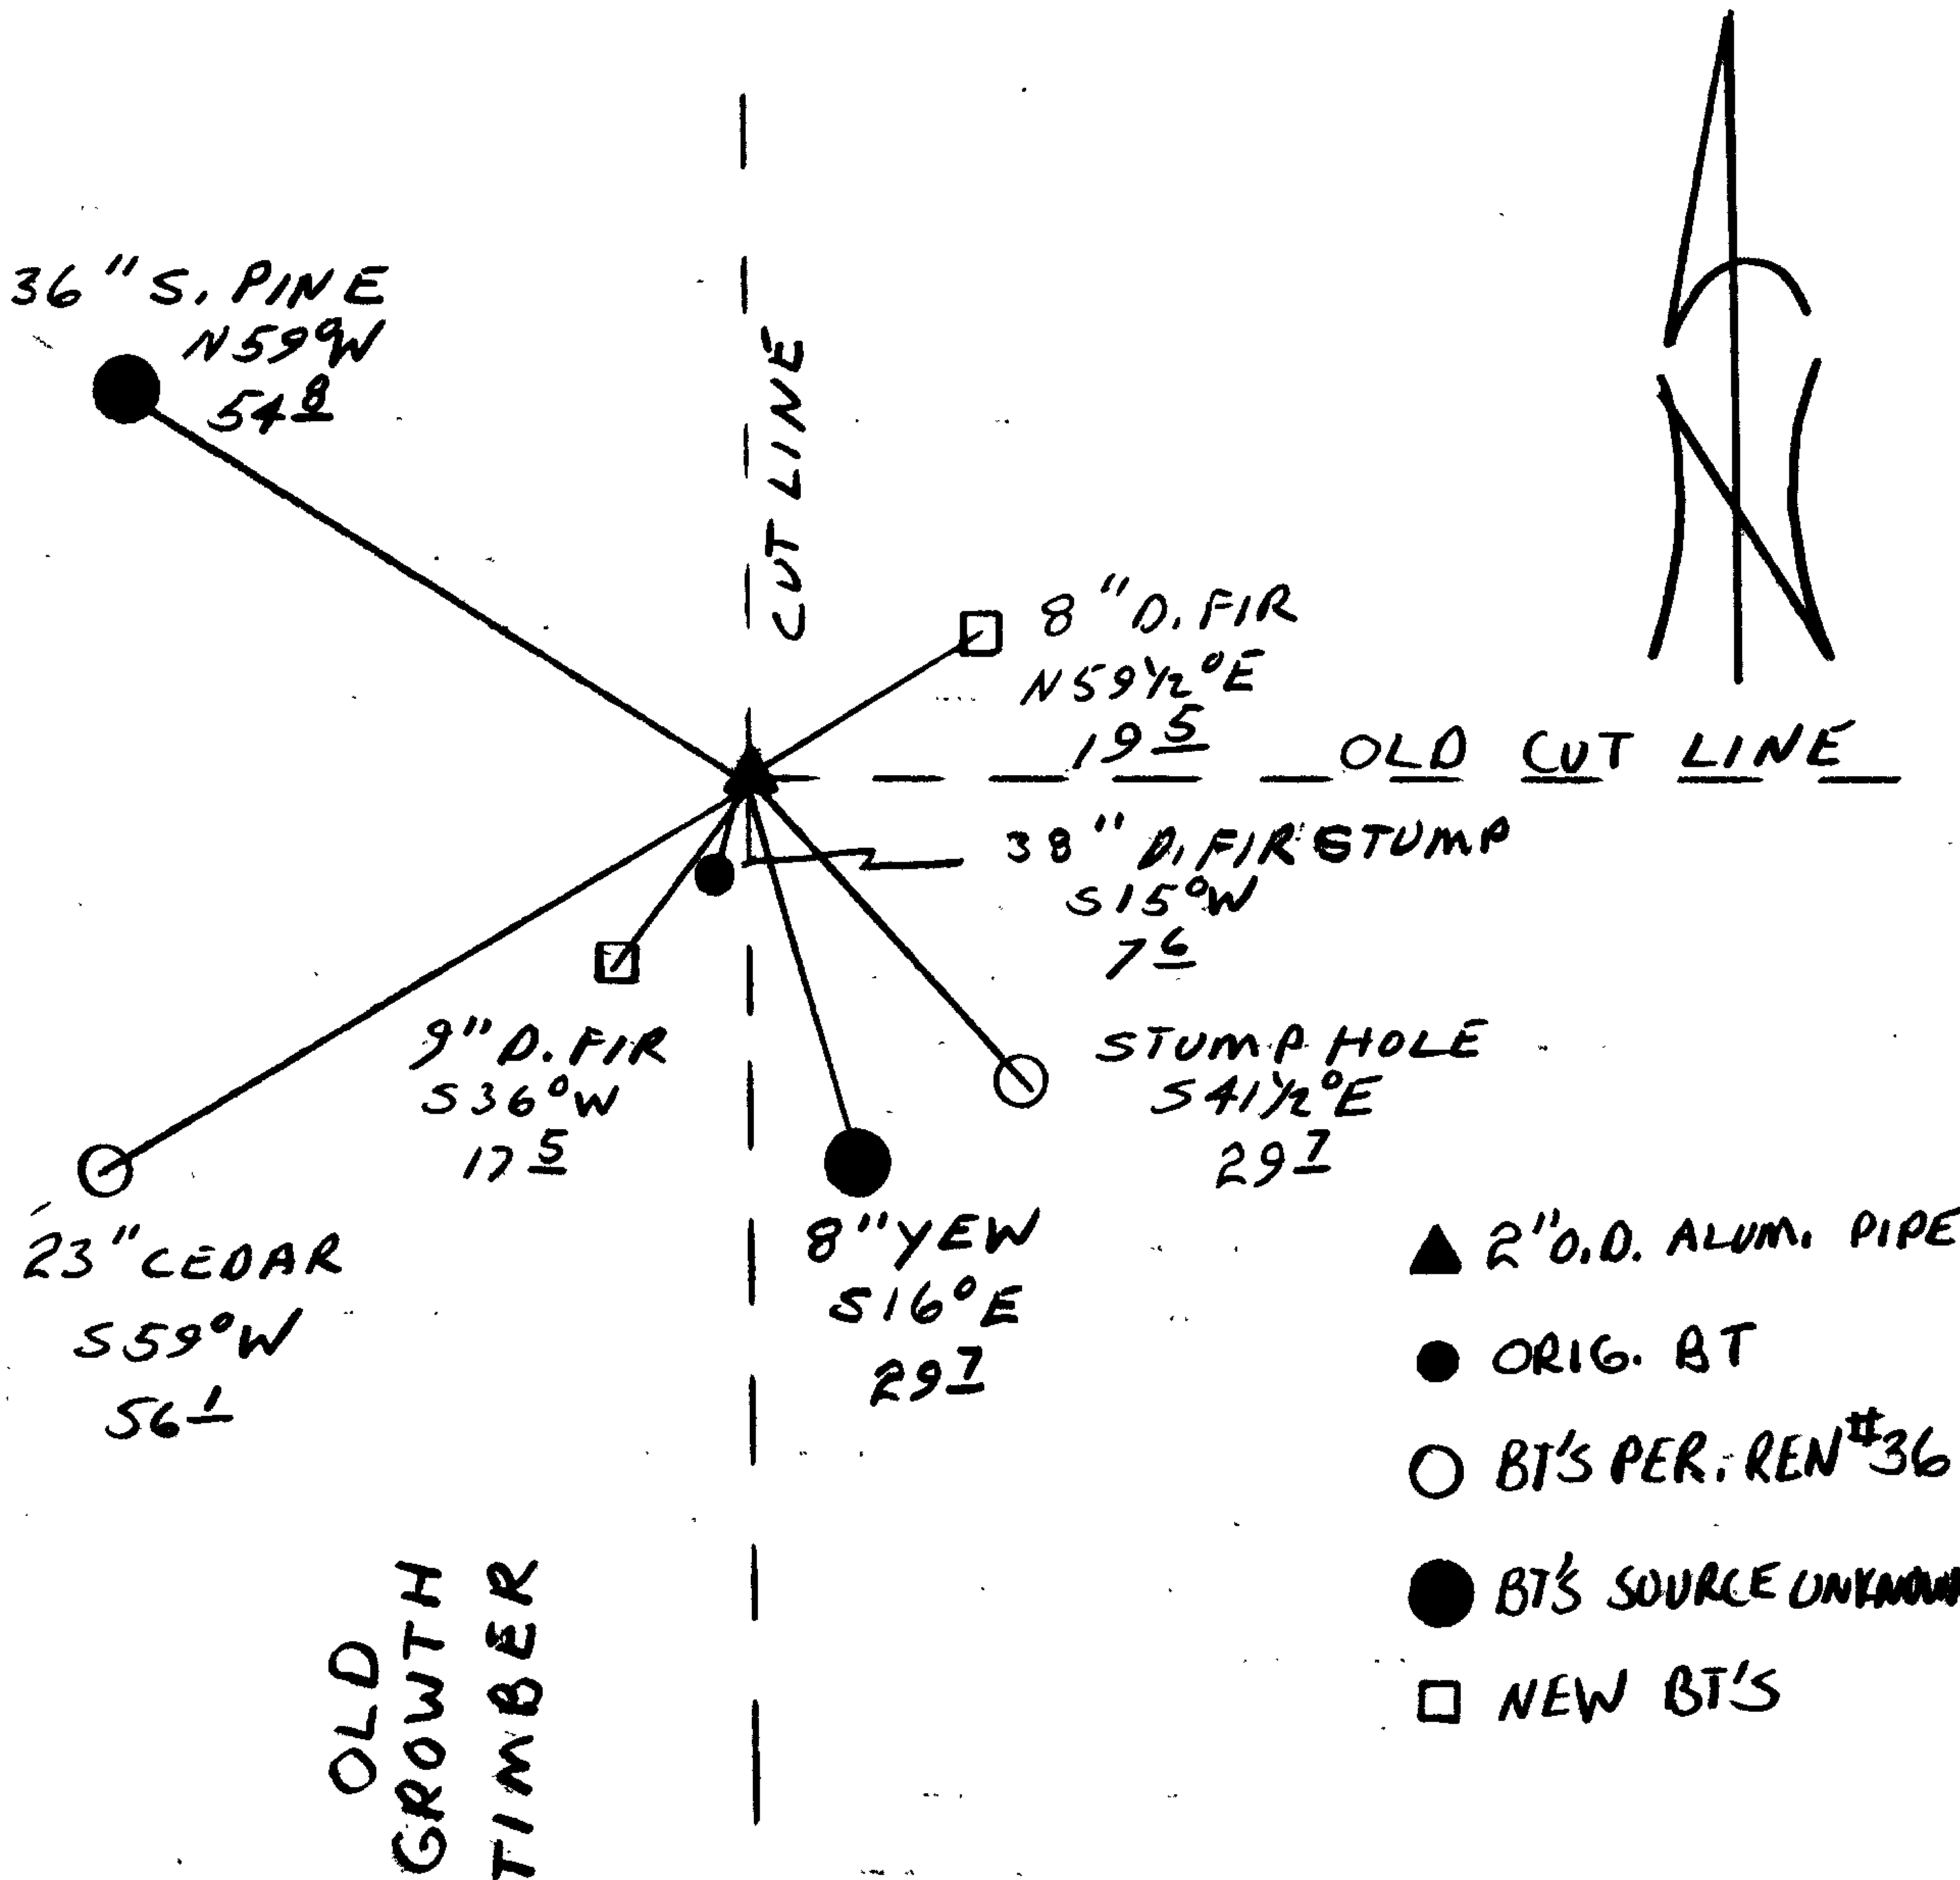 36" S. PINE
N59°W
54 8
CUT LINE
8" D. FIR
N59½°E
19 5
OLD CUT LINE
38" D. FIR STUMP
S15°W
7 6
9" D. FIR
S36°W
17 5
STUMP HOLE
S41½°E
29 7
23" CEDAR
S59°W
56 1
8" YEW
S16°E
29 7
2" O.D. ALUM. PIPE
ORIG. BT
BT'S PER. REN #36
BT'S SOURCE UNKNOWN
NEW BT'S
OLD
GROWTH
TIMBER
N